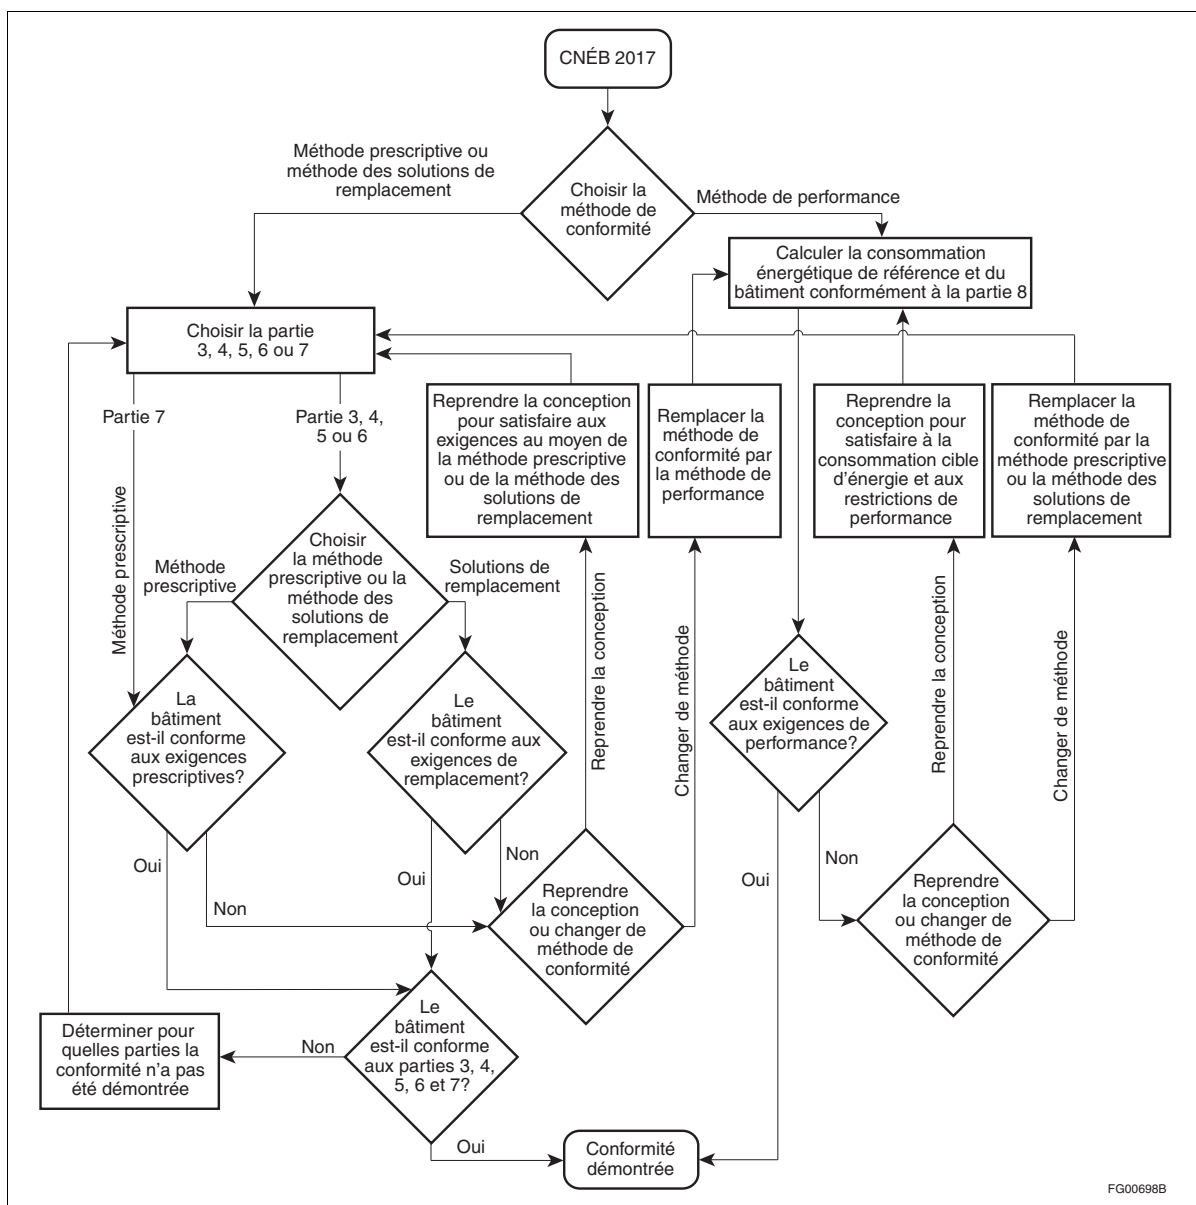 CNÉB 2017
Méthode prescriptive ou
méthode des solutions de
remplacement
Choisir la
méthode de
conformité
Méthode de performance
Calculer la consommation
énergétique de référence et du
bâtiment conformément à la partie 8
Choisir la partie
3, 4, 5, 6 ou 7
Partie 7
Partie 3, 4,
5 ou 6
Reprendre la conception
pour satisfaire aux
exigences au moyen de
la méthode prescriptive
ou de la méthode des
solutions de
remplacement
Remplacer la
méthode de
conformité par
la méthode de
performance
Reprendre la
conception pour
satisfaire à la
consommation cible
d'énergie et aux
restrictions de
performance
Remplacer la
méthode de
conformité par la
méthode prescriptive
ou la méthode des
solutions de
remplacement
Méthode prescriptive
Méthode
prescriptive
Choisir
la méthode
prescriptive ou la
méthode des
solutions de
remplacement
Solutions de
remplacement
Reprendre la conception
Changer de méthode
Reprendre la conception
Changer de méthode
La
bâtiment
est-il conforme
aux exigences
prescriptives?
Le
bâtiment
est-il conforme aux
exigences de
remplacement?
Le
bâtiment
est-il conforme
aux exigences de
performance?
Oui
Non
Oui
Non
Reprendre
la conception
ou changer de
méthode de
conformité
Oui
Non
Reprendre
la conception
ou changer de
méthode de
conformité
Déterminer pour
quelles parties la
conformité n'a pas
été démontrée
Non
Le
bâtiment
est-il conforme
aux parties 3, 4,
5, 6 et 7?
Oui
Conformité
démontrée
FG00698B